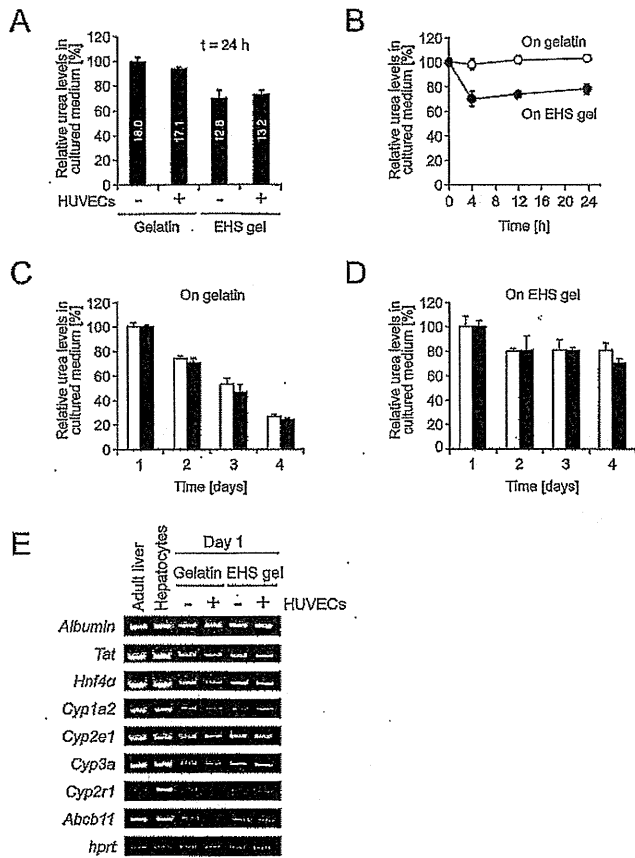 A
Relative urea levels in
cultured medium [%]
120
100
80
60
40
20
0
t = 24 h
18.0
17.1
12.8
13.2
HUVECs - + - +
Gelatin EHS gel
B
Relative urea levels in
cultured medium [%]
120
100
80
60
40
20
0
On gelatin
On EHS gel
0 4 8 12 16 20 24
Time [h]
C
On gelatin
Relative urea levels in
cultured medium [%]
120
100
80
60
40
20
0
1 2 3 4
Time [days]
D
On EHS gel
Relative urea levels in
cultured medium [%]
120
100
80
60
40
20
0
1 2 3 4
Time [days]
E
Adult liver
Hepatocytes
Day 1
Gelatin EHS gel
- + - + HUVECs
Albumin
Tat
Hnf4α
Cyp1a2
Cyp2e1
Cyp3a
Cyp2r1
Abcb11
hprt